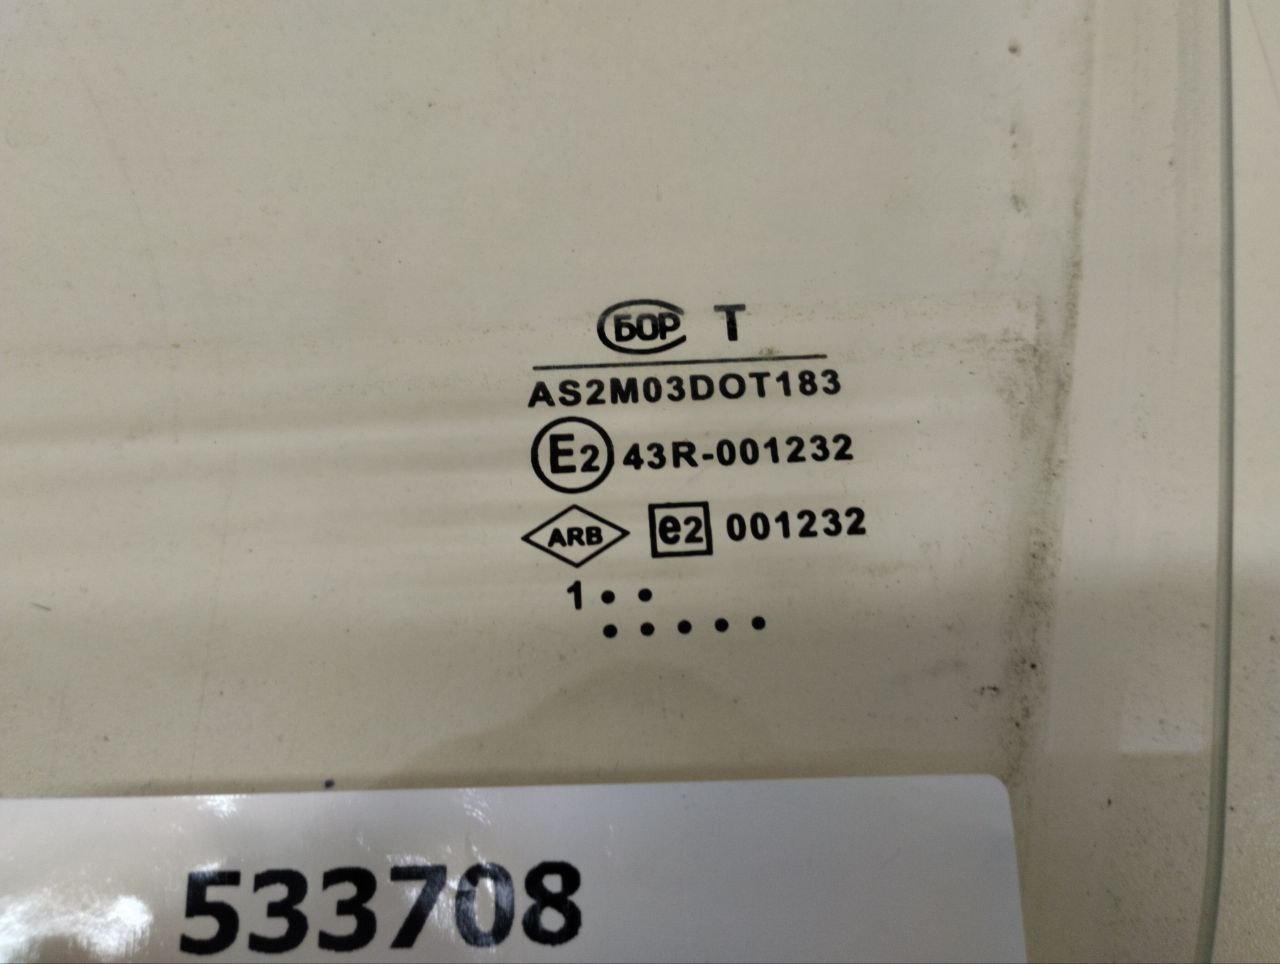 БОР T
AS2M03DOT183
E2 43R-001232
ARB e2 001232
1 • •
• • • • •
533708